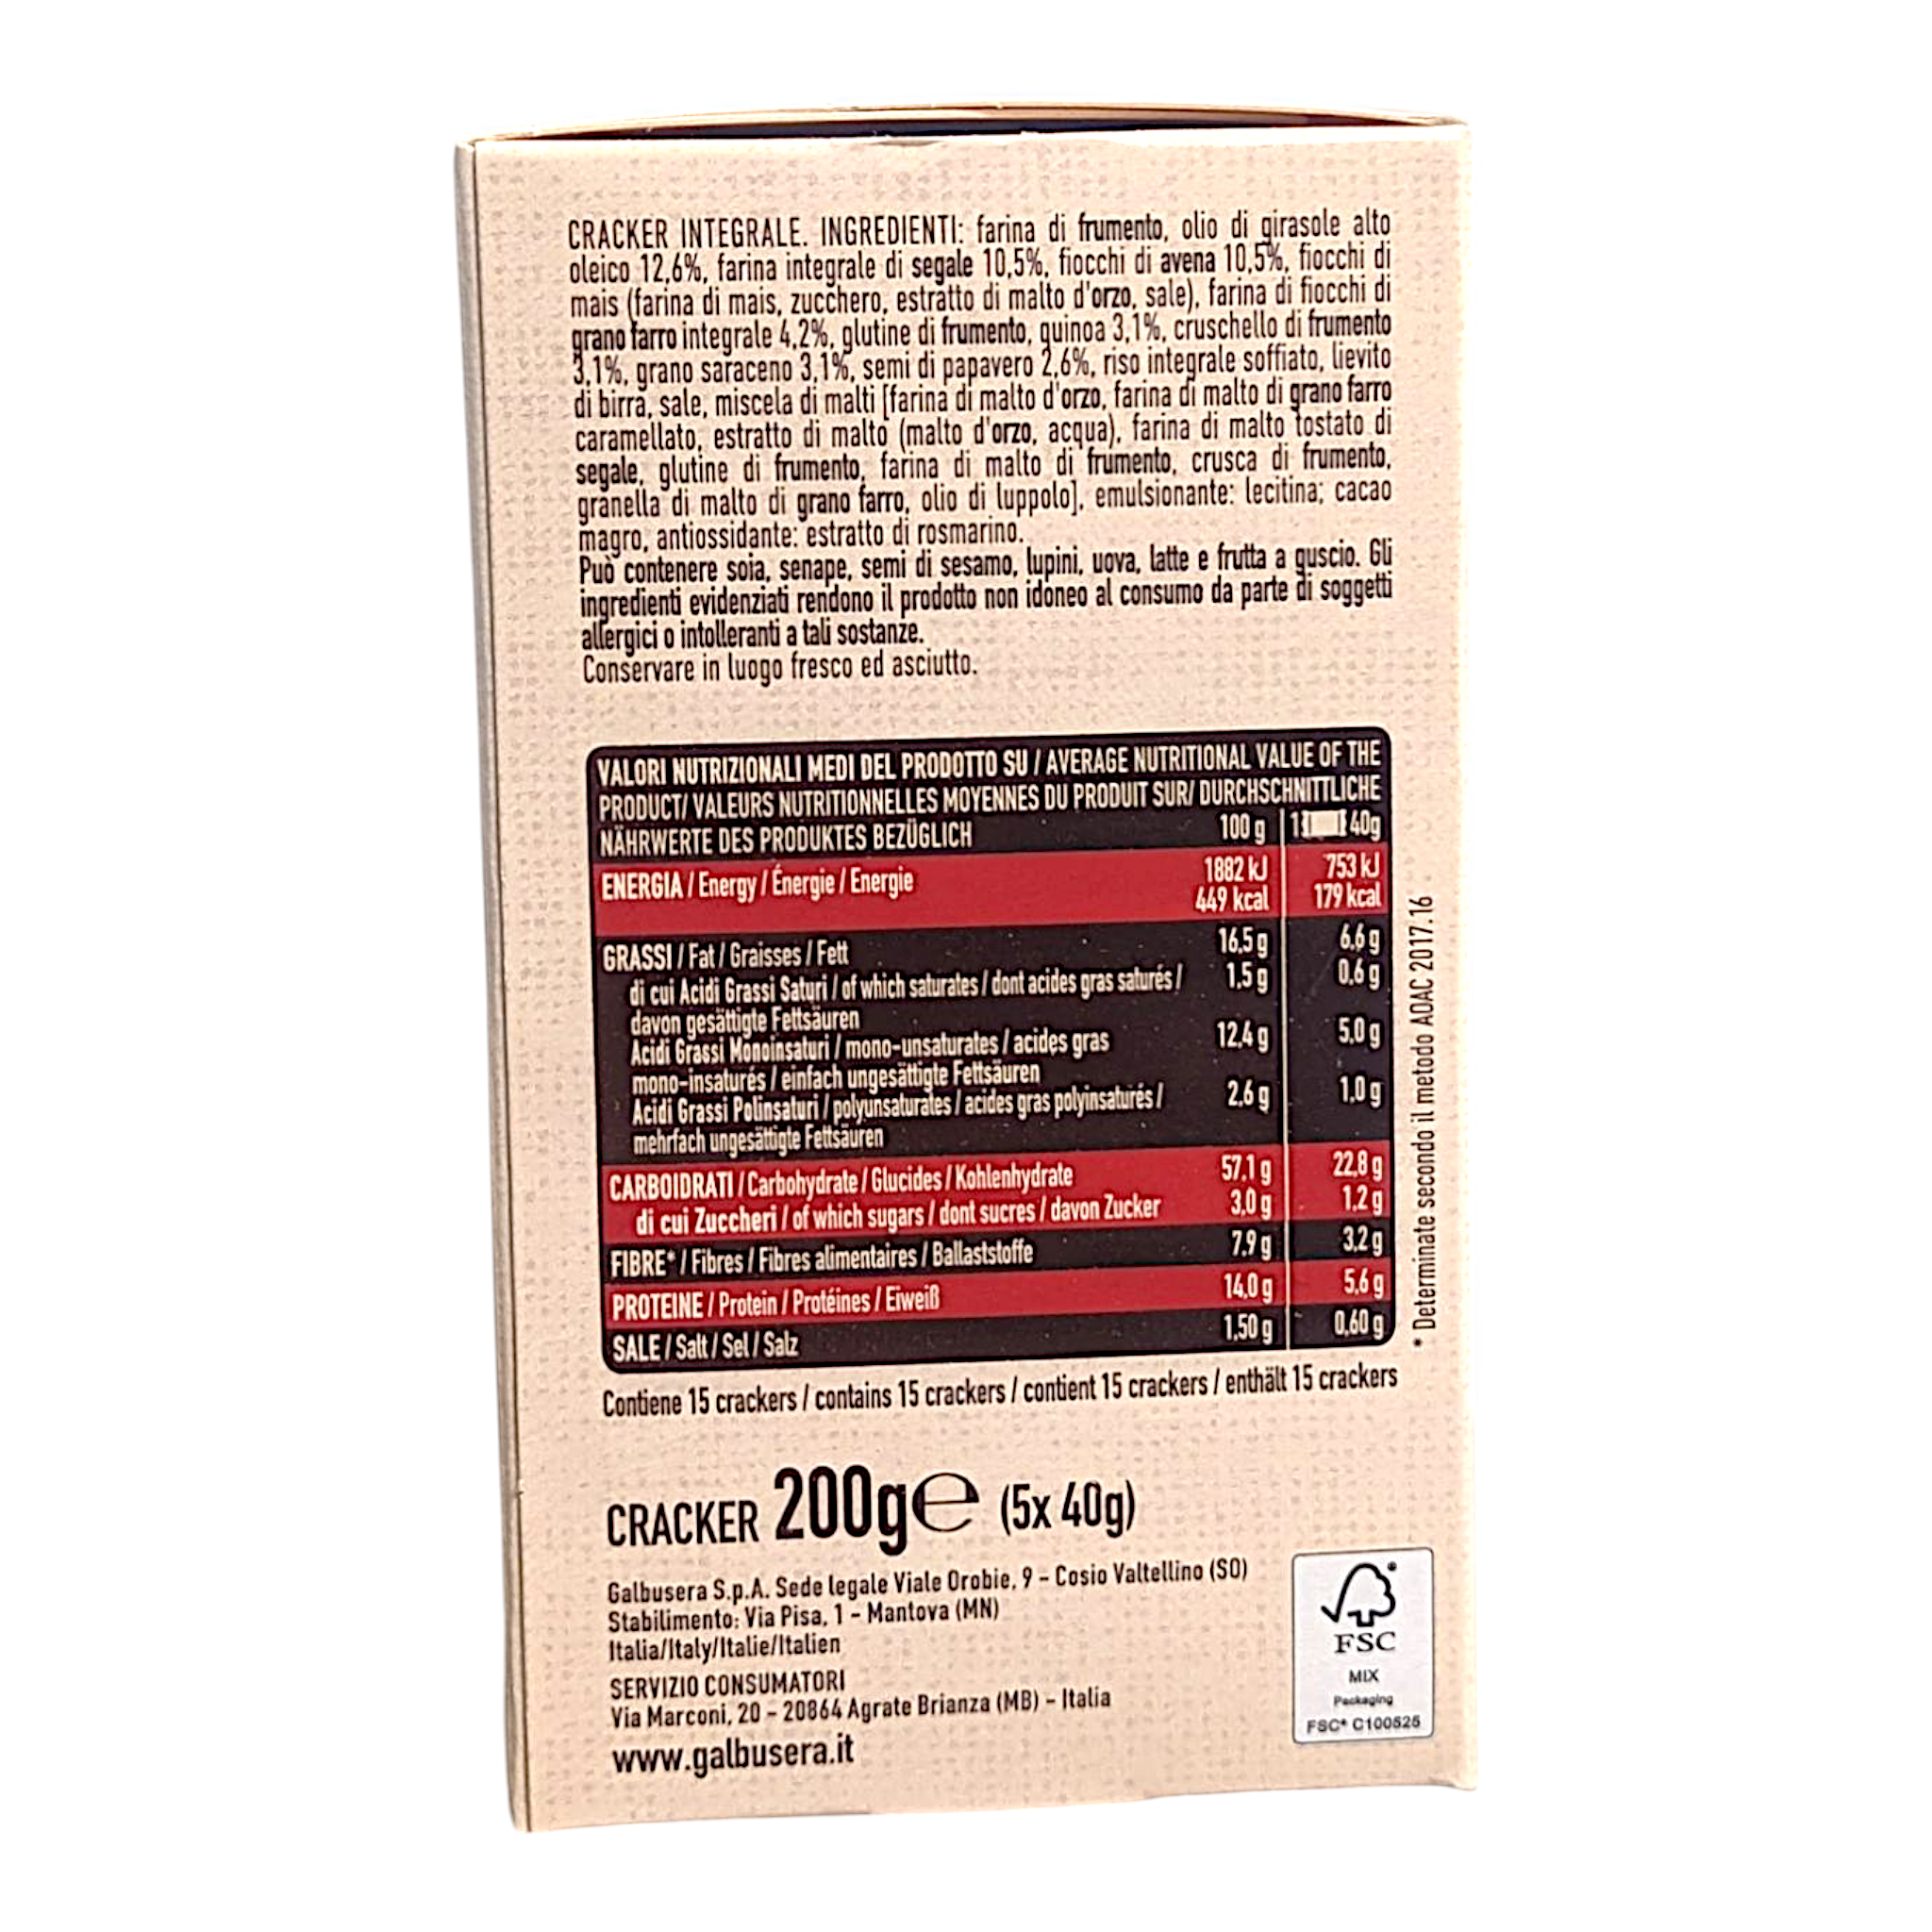 CRACKER INTEGRALE. INGREDIENTI: farina di frumento, olio di girasole alto
oleico 12,6%, farina integrale di segale 10,5%, fiocchi di avena 10,5%, fiocchi di
mais (farina di mais, zucchero, estratto di malto d'orzo, sale), farina di fiocchi di
grano farro integrale 4,2%, glutine di frumento, quinoa 3,1%, cruschello di frumento
3,1%, grano saraceno 3,1%, semi di papavero 2,6%, riso integrale soffiato, lievito
di birra, sale, miscela di malti [farina di malto d'orzo, farina di malto di grano farro
caramellato, estratto di malto (malto d'orzo, acqua), farina di malto tostato di
segale, glutine di frumento, farina di malto di frumento, crusca di frumento,
granella di malto di grano farro, olio di luppolo], emulsionante: lecitina; cacao
magro, antiossidante: estratto di rosmarino.
Può contenere soia, senape, semi di sesamo, lupini, uova, latte e frutta a guscio. Gli
ingredienti evidenziati rendono il prodotto non idoneo al consumo da parte di soggetti
allergici o intolleranti a tali sostanze.
Conservare in luogo fresco ed asciutto.
VALORI NUTRIZIONALI MEDI DEL PRODOTTO SU / AVERAGE NUTRITIONAL VALUE OF THE
PRODUCT/ VALEURS NUTRITIONNELLES MOYENNES DU PRODUIT SUR/ DURCHSCHNITTLICHE
NÄHRWERTE DES PRODUKTES BEZÜGLICH 100 g 1 40g
ENERGIA / Energy / Énergie / Energie 1882 kJ 753 kJ
449 kcal 179 kcal
GRASSI / Fat / Graisses / Fett 16,5 g 6,6 g
di cui Acidi Grassi Saturi / of which saturates / dont acides gras saturés / 1,5 g 0,6 g
davon gesättigte Fettsäuren
Acidi Grassi Monoinsaturi / mono-unsaturates / acides gras 12,4 g 5,0 g
mono-insaturés / einfach ungesättigte Fettsäuren
Acidi Grassi Polinsaturi / polyunsaturates / acides gras polyinsaturés / 2,6 g 1,0 g
mehrfach ungesättigte Fettsäuren
CARBOIDRATI / Carbohydrate / Glucides / Kohlenhydrate 57,1 g 22,8 g
di cui Zuccheri / of which sugars / dont sucres / davon Zucker 3,0 g 1,2 g
FIBRE* / Fibres / Fibres alimentaires / Ballaststoffe 7,9 g 3,2 g
PROTEINE / Protein / Protéines / Eiweiß 14,0 g 5,6 g
SALE / Salt / Sel / Salz 1,50 g 0,60 g
* Determinate secondo il metodo AOAC 2017.16
Contiene 15 crackers / contains 15 crackers / contient 15 crackers / enthält 15 crackers
CRACKER 200g℮ (5x 40g)
Galbusera S.p.A. Sede legale Viale Orobie, 9 - Cosio Valtellino (SO)
Stabilimento: Via Pisa, 1 - Mantova (MN)
Italia/Italy/Italie/Italien
SERVIZIO CONSUMATORI
Via Marconi, 20 - 20864 Agrate Brianza (MB) - Italia
www.galbusera.it
FSC
MIX
Packaging
FSC® C100525